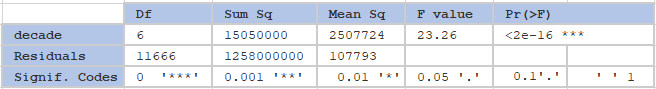 Df Sum Sq Mean Sq F value Pr(>F)
decade 6 15050000 2507724 23.26 <2e-16 ***
Residuals 11666 1258000000 107793
Signif. Codes 0 '***' 0.001 '**' 0.01 '*' 0.05 '.' 0.1'.' ' ' 1